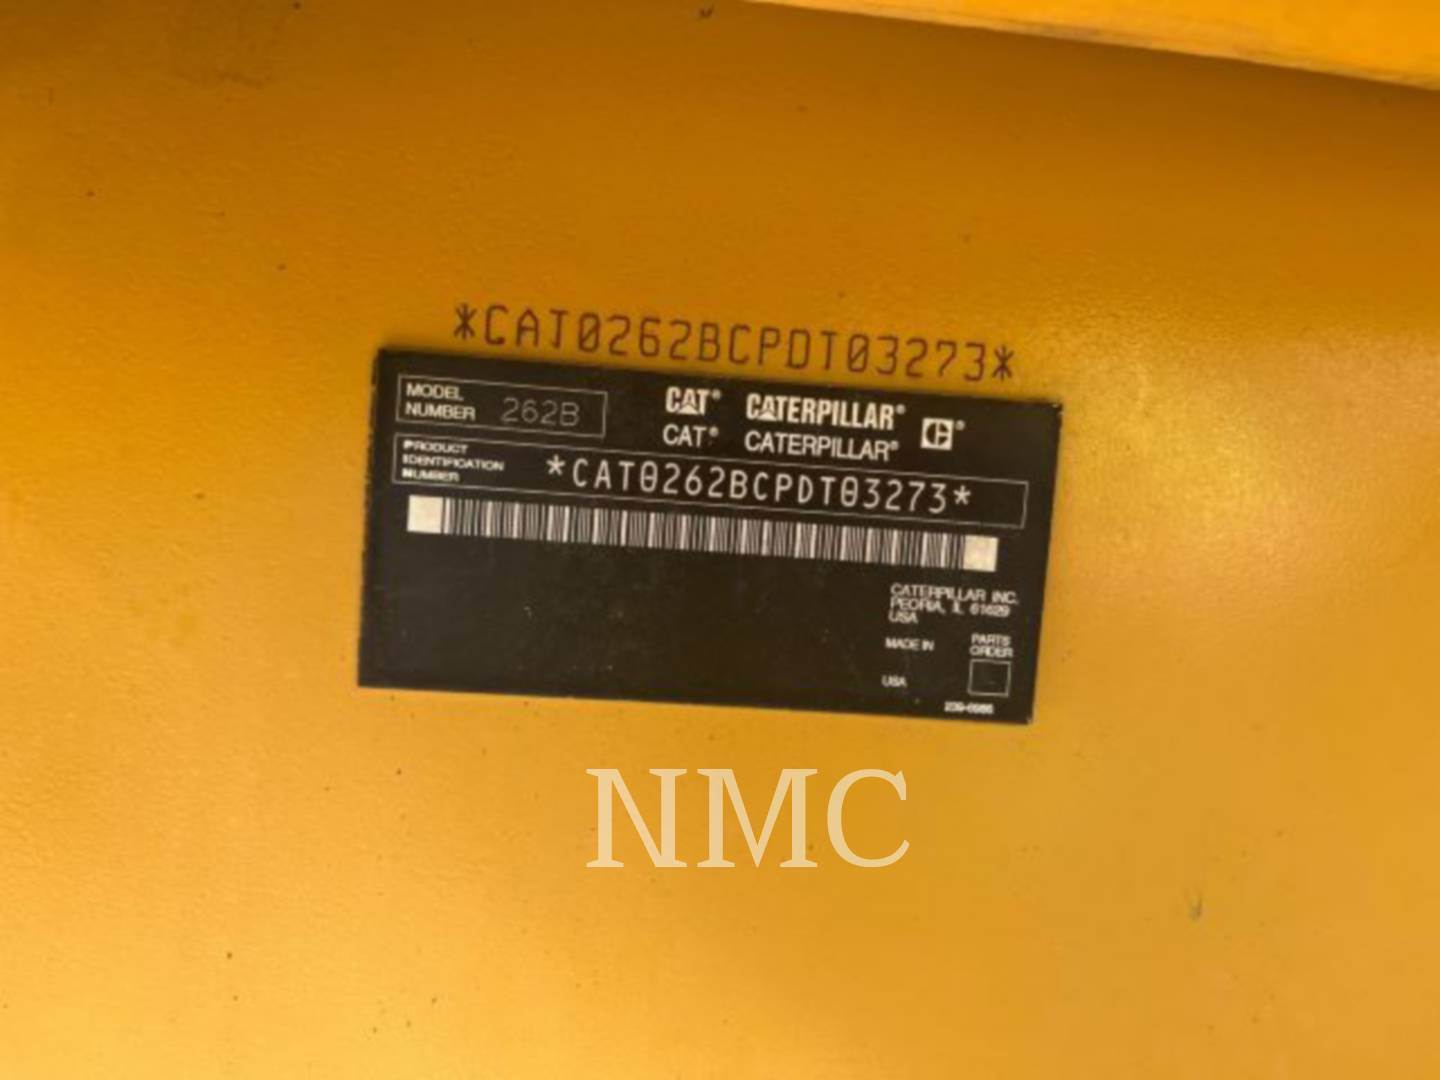 *CAT0262BCPDT03273*
MODEL
NUMBER 262B
CAT® CATERPILLAR®
CAT® CATERPILLAR®
PRODUCT
IDENTIFICATION
NUMBER
*CAT0262BCPDT03273*
CATERPILLAR INC.
PEORIA, IL 61629
USA
MADE IN
USA
PARTS
ORDER
NMC